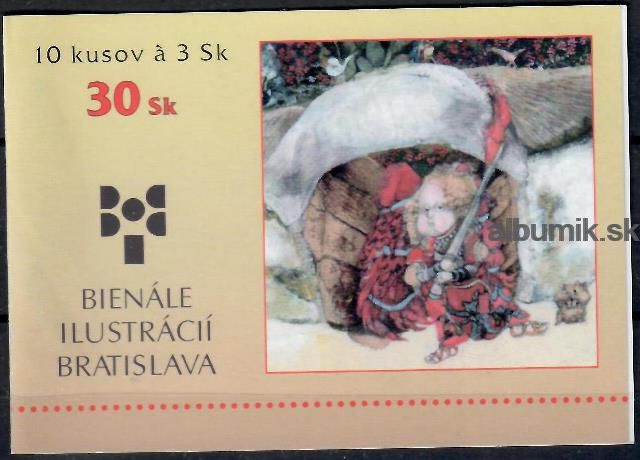 10 kusov à 3 Sk
30 Sk
BIENÁLE
ILUSTRÁCIÍ
BRATISLAVA
albumik.sk